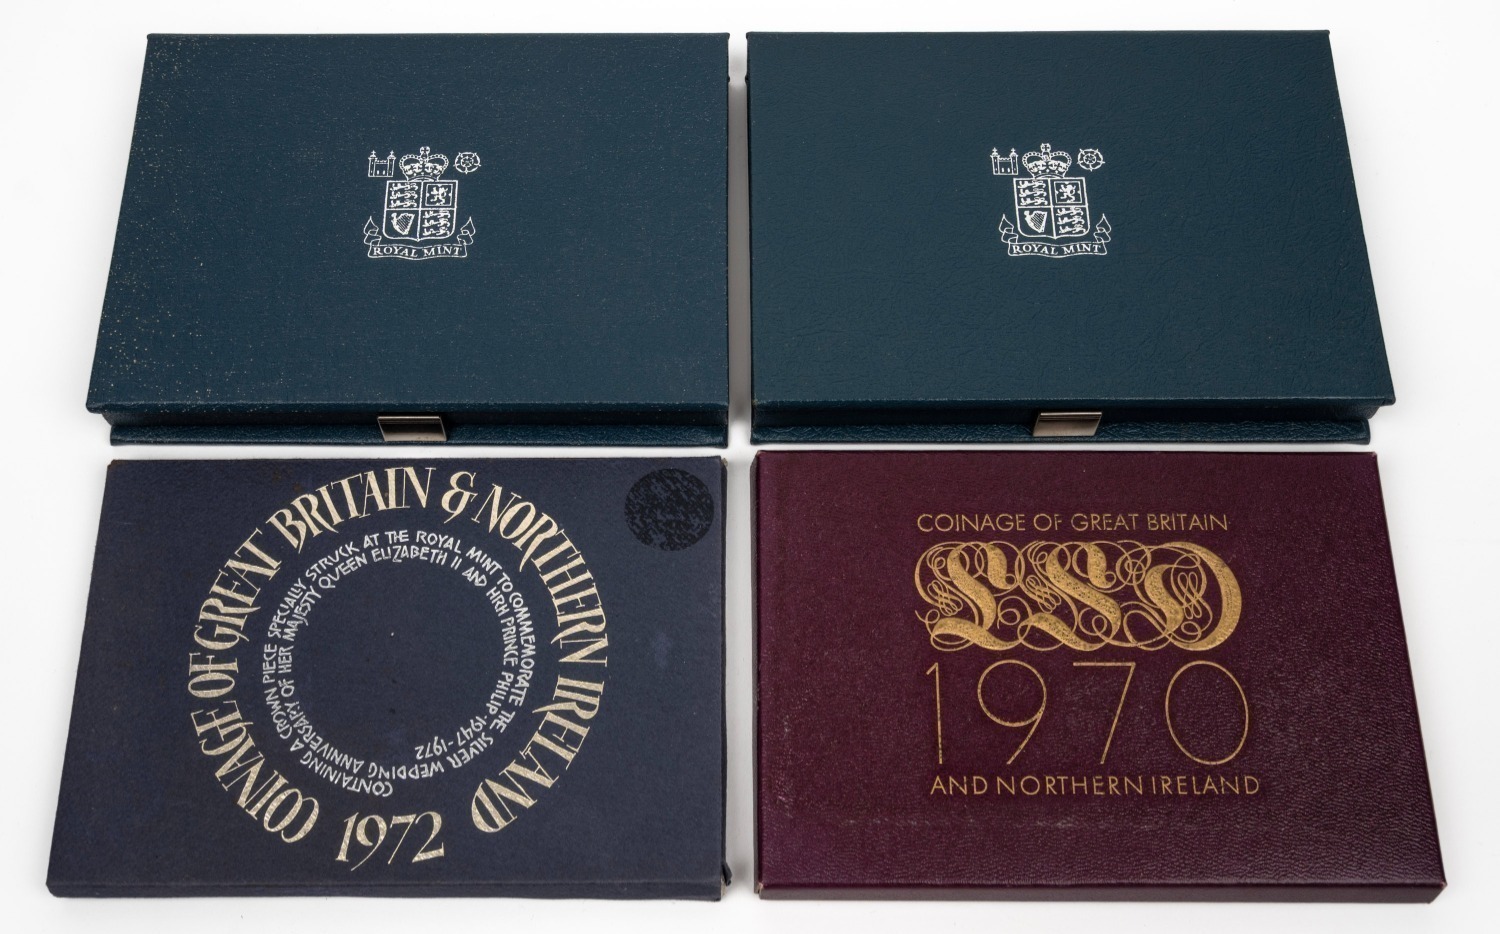 ROYAL MINT
ROYAL MINT
COINAGE OF GREAT BRITAIN & NORTHERN IRELAND
1972
CONTAINING A CROWN PIECE SPECIALLY STRUCK AT THE ROYAL MINT TO COMMEMORATE THE SILVER WEDDING ANNIVERSARY OF HER MAJESTY QUEEN ELIZABETH II AND HRH PRINCE PHILIP·1947-1972
COINAGE OF GREAT BRITAIN
LSD
1970
AND NORTHERN IRELAND